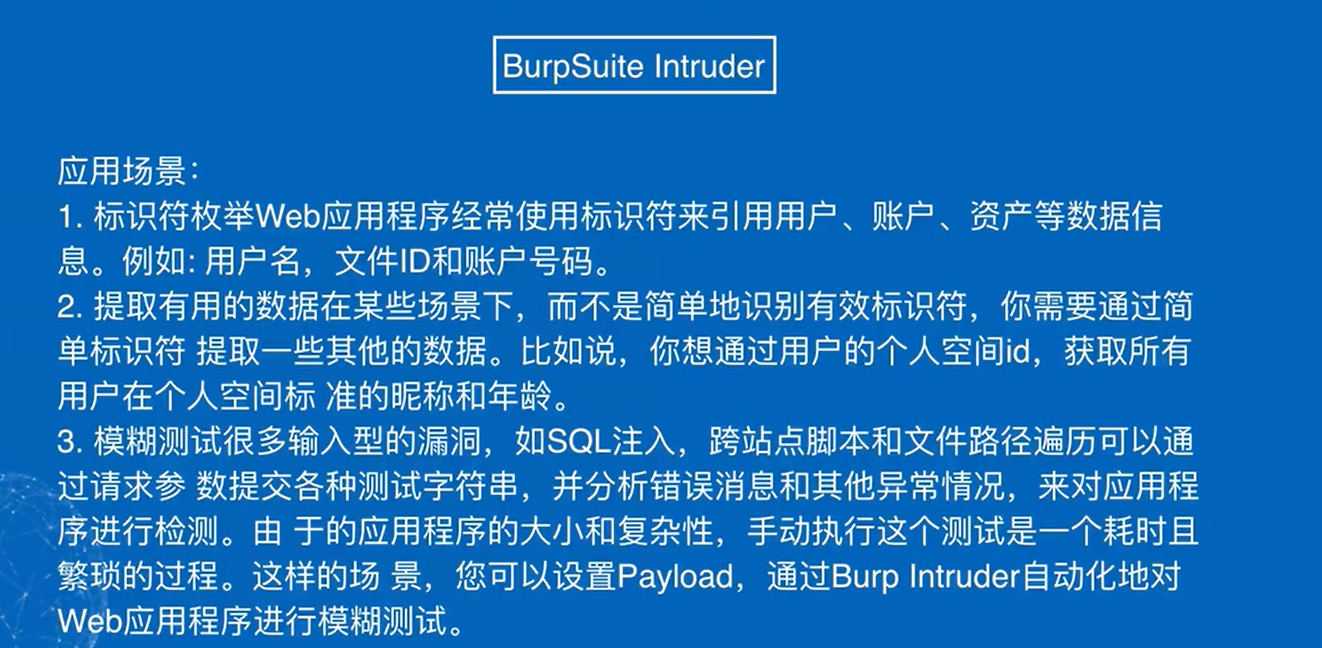 BurpSuite Intruder
应用场景：
1. 标识符枚举Web应用程序经常使用标识符来引用用户、账户、资产等数据信
息。例如: 用户名，文件ID和账户号码。
2. 提取有用的数据在某些场景下，而不是简单地识别有效标识符，你需要通过简
单标识符 提取一些其他的数据。比如说，你想通过用户的个人空间id，获取所有
用户在个人空间标 准的昵称和年龄。
3. 模糊测试很多输入型的漏洞，如SQL注入，跨站点脚本和文件路径遍历可以通
过请求参 数提交各种测试字符串，并分析错误消息和其他异常情况，来对应用程
序进行检测。由 于的应用程序的大小和复杂性，手动执行这个测试是一个耗时且
繁琐的过程。这样的场 景，您可以设置Payload，通过Burp Intruder自动化地对
Web应用程序进行模糊测试。